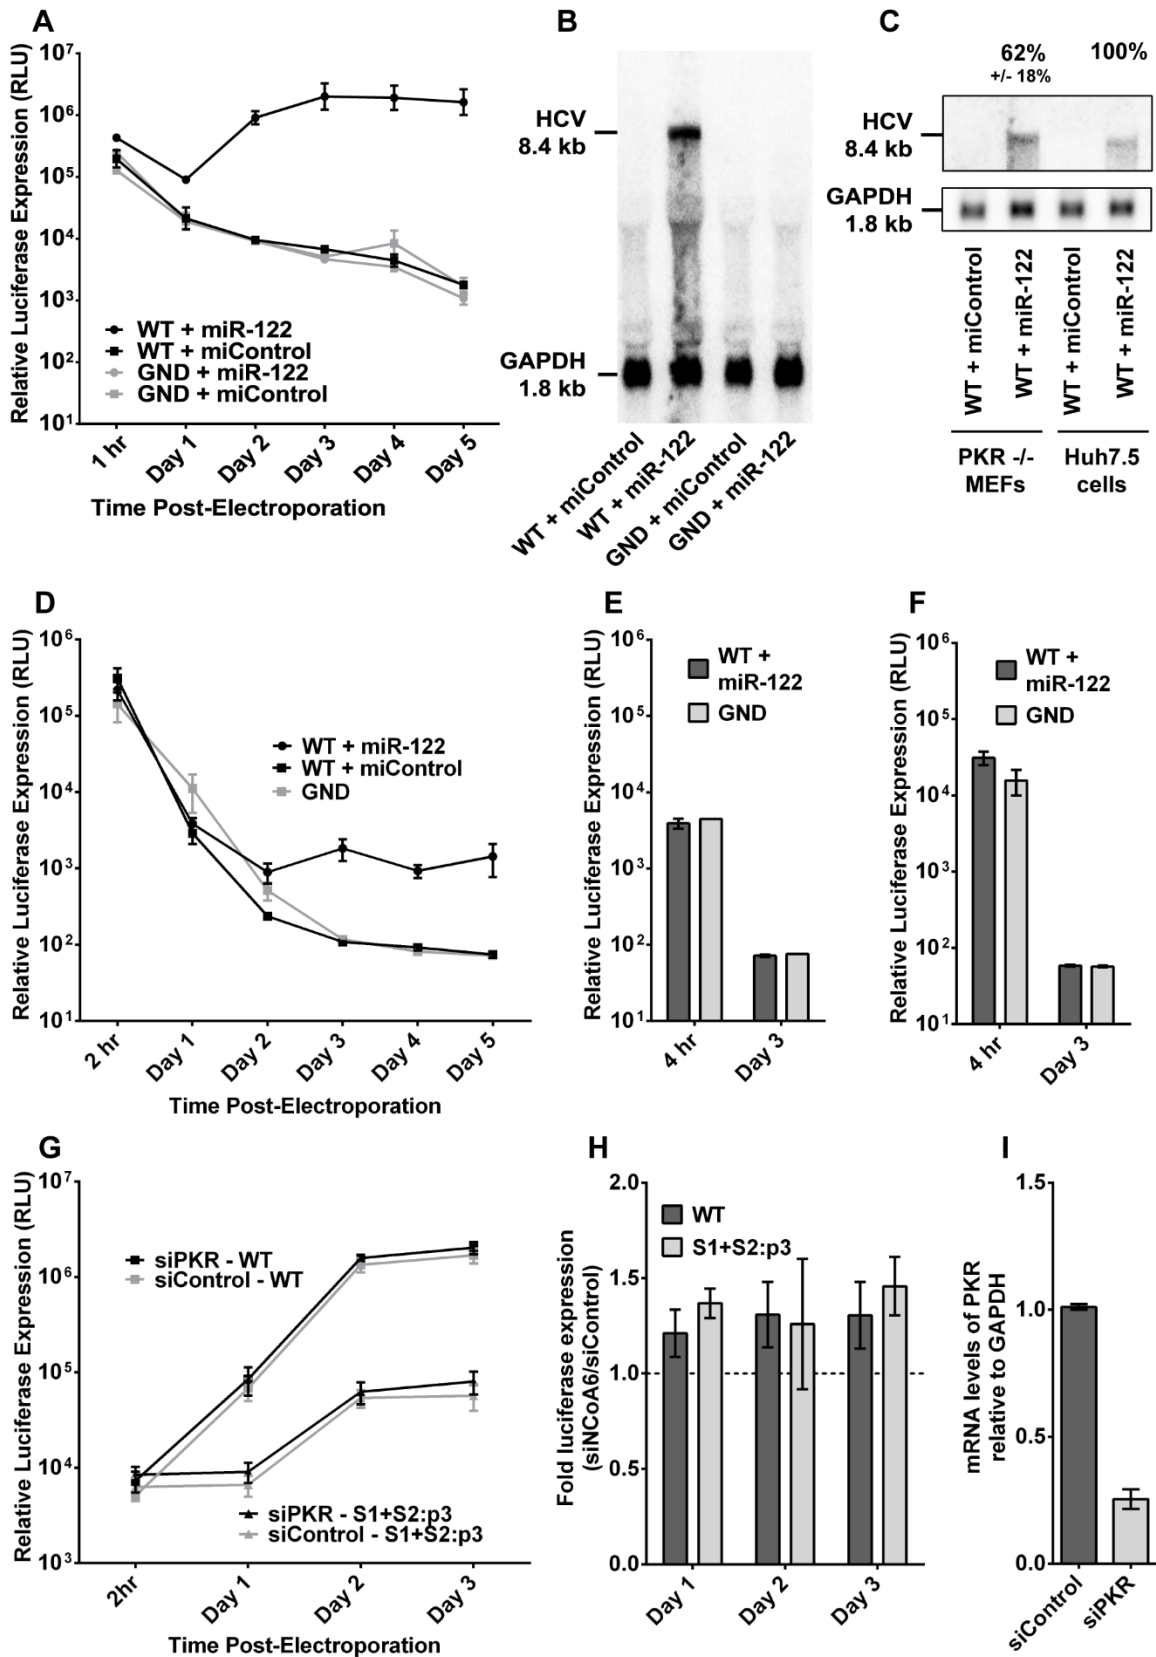 A
Relative Luciferase Expression (RLU)
10⁷
10⁶
10⁵
10⁴
10³
10²
10¹
WT + miR-122
WT + miControl
GND + miR-122
GND + miControl
1 hr
Day 1
Day 2
Day 3
Day 4
Day 5
Time Post-Electroporation
B
HCV
8.4 kb
GAPDH
1.8 kb
WT + miControl
WT + miR-122
GND + miControl
GND + miR-122
C
62%
+/- 18%
100%
HCV
8.4 kb
GAPDH
1.8 kb
WT + miControl
WT + miR-122
WT + miControl
WT + miR-122
PKR -/-
MEFs
Huh7.5
cells
D
Relative Luciferase Expression (RLU)
10⁶
10⁵
10⁴
10³
10²
10¹
WT + miR-122
WT + miControl
GND
2 hr
Day 1
Day 2
Day 3
Day 4
Day 5
Time Post-Electroporation
E
Relative Luciferase Expression (RLU)
10⁶
10⁵
10⁴
10³
10²
10¹
WT +
miR-122
GND
4 hr
Day 3
F
Relative Luciferase Expression (RLU)
10⁶
10⁵
10⁴
10³
10²
10¹
WT +
miR-122
GND
4 hr
Day 3
G
Relative Luciferase Expression (RLU)
10⁷
10⁶
10⁵
10⁴
10³
siPKR - WT
siControl - WT
siPKR - S1+S2:p3
siControl - S1+S2:p3
2hr
Day 1
Day 2
Day 3
Time Post-Electroporation
H
Fold luciferase expression
(siNCoA6/siControl)
2.0
1.5
1.0
0.5
0.0
WT
S1+S2:p3
Day 1
Day 2
Day 3
I
mRNA levels of PKR
relative to GAPDH
1.5
1.0
0.5
0.0
siControl
siPKR